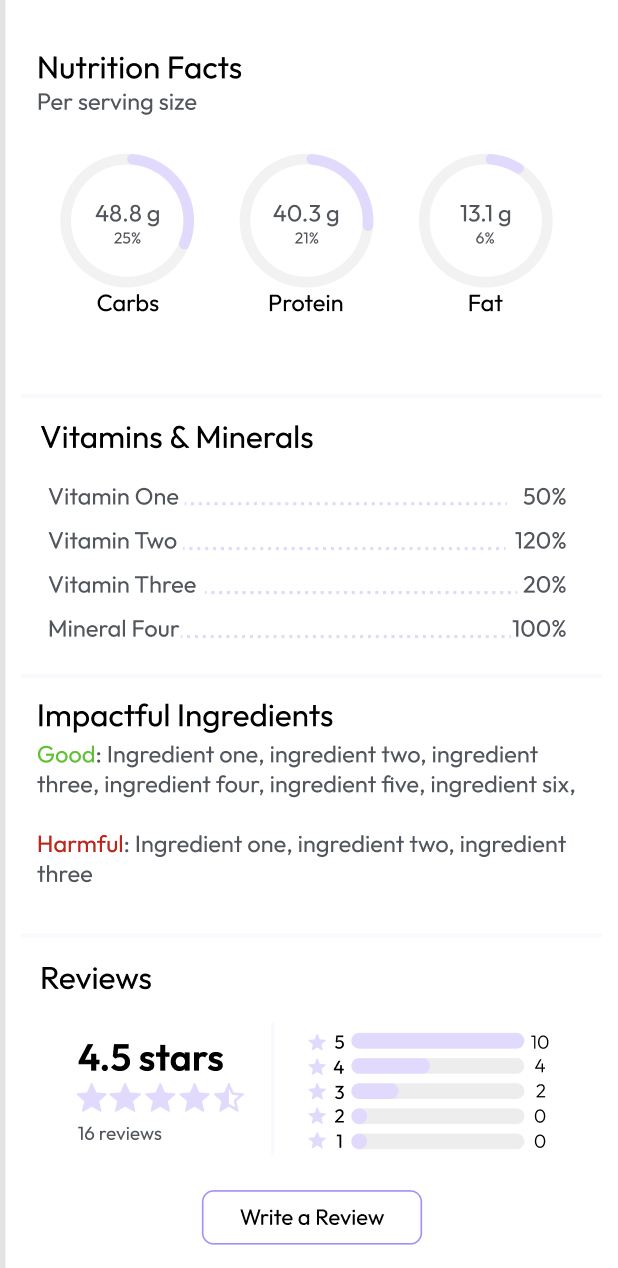 Nutrition Facts
Per serving size
48.8 g
25%
Carbs
40.3 g
21%
Protein
13.1 g
6%
Fat
Vitamins & Minerals
Vitamin One 50%
Vitamin Two 120%
Vitamin Three 20%
Mineral Four 100%
Impactful Ingredients
Good: Ingredient one, ingredient two, ingredient
three, ingredient four, ingredient five, ingredient six,
Harmful: Ingredient one, ingredient two, ingredient
three
Reviews
4.5 stars
16 reviews
5 10
4 4
3 2
2 0
1 0
Write a Review